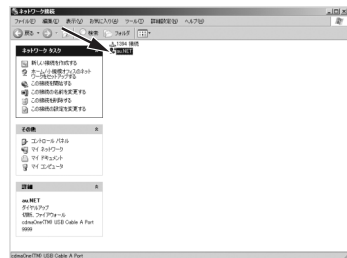 ネットワーク接続
ファイル(F) 編集(E) 表示(V) お気に入り(A) ツール(T) 詳細設定(N) ヘルプ(H)
戻る 検索 フォルダ
1394 接続
au.NET
ネットワーク タスク
新しい接続を作成する
ホーム/小規模オフィスのネット
ワークをセットアップする
この接続を開始する
この接続の名前を変更する
この接続を削除する
この接続の設定を変更する
その他
コントロール パネル
マイ ネットワーク
マイ ドキュメント
マイ コンピュータ
詳細
au.NET
ダイヤルアップ
切断, ファイアウォール
cdmaOne(TM) USB Cable A Port
9999
cdmaOne(TM) USB Cable A Port